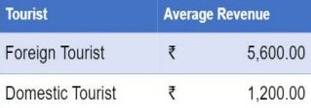 Tourist Average Revenue
Foreign Tourist ₹ 5,600.00
Domestic Tourist ₹ 1,200.00